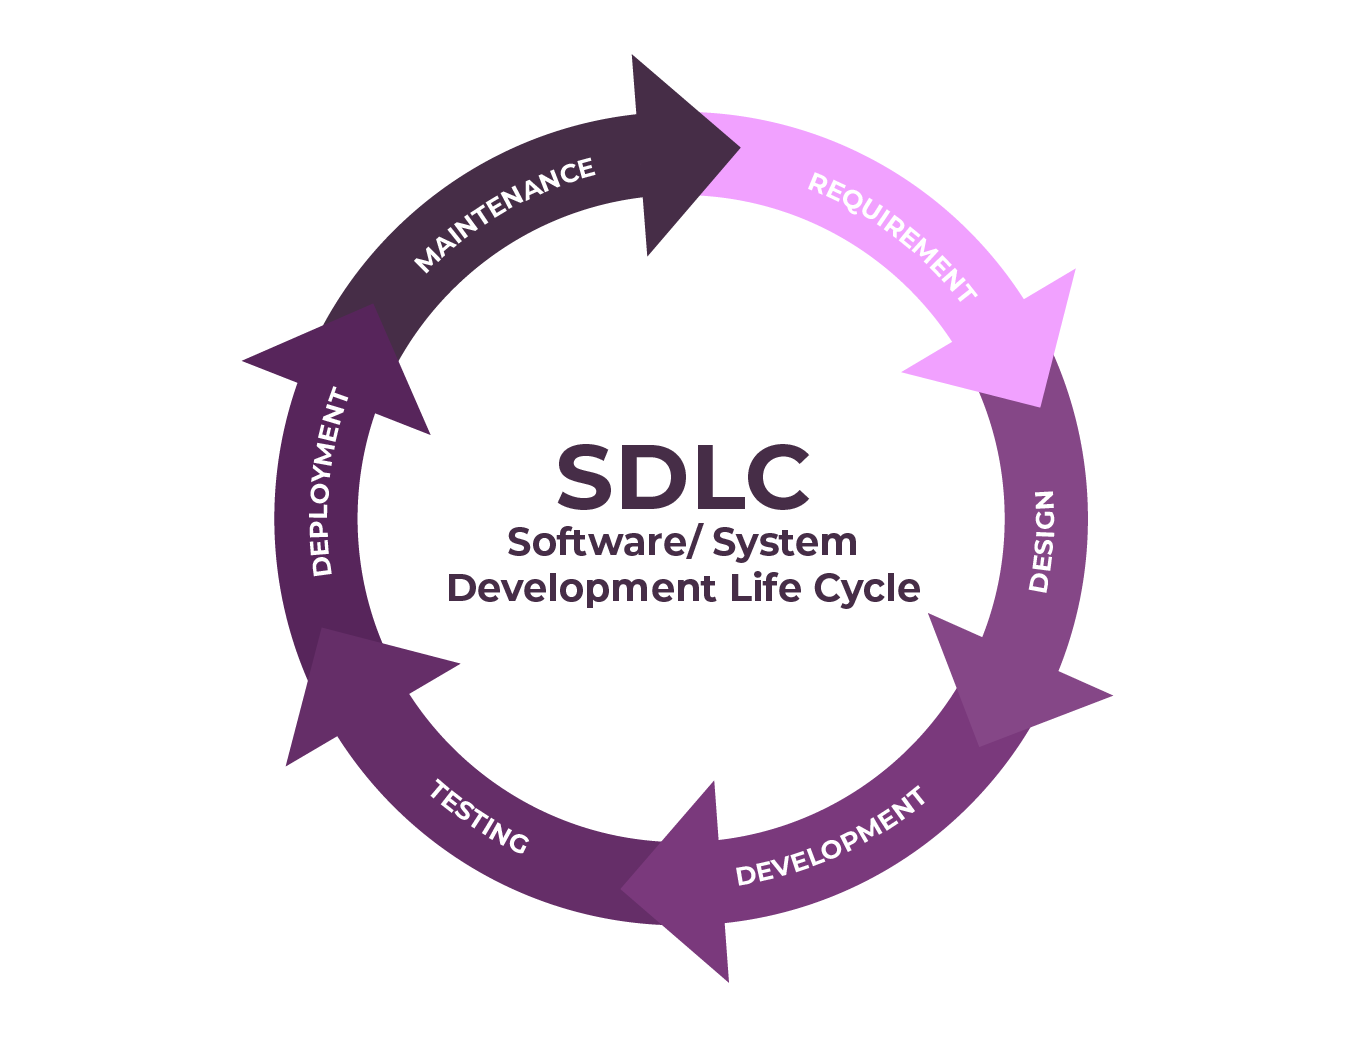 SDLC
Software/ System
Development Life Cycle
REQUIREMENT
DESIGN
DEVELOPMENT
TESTING
DEPLOYMENT
MAINTENANCE